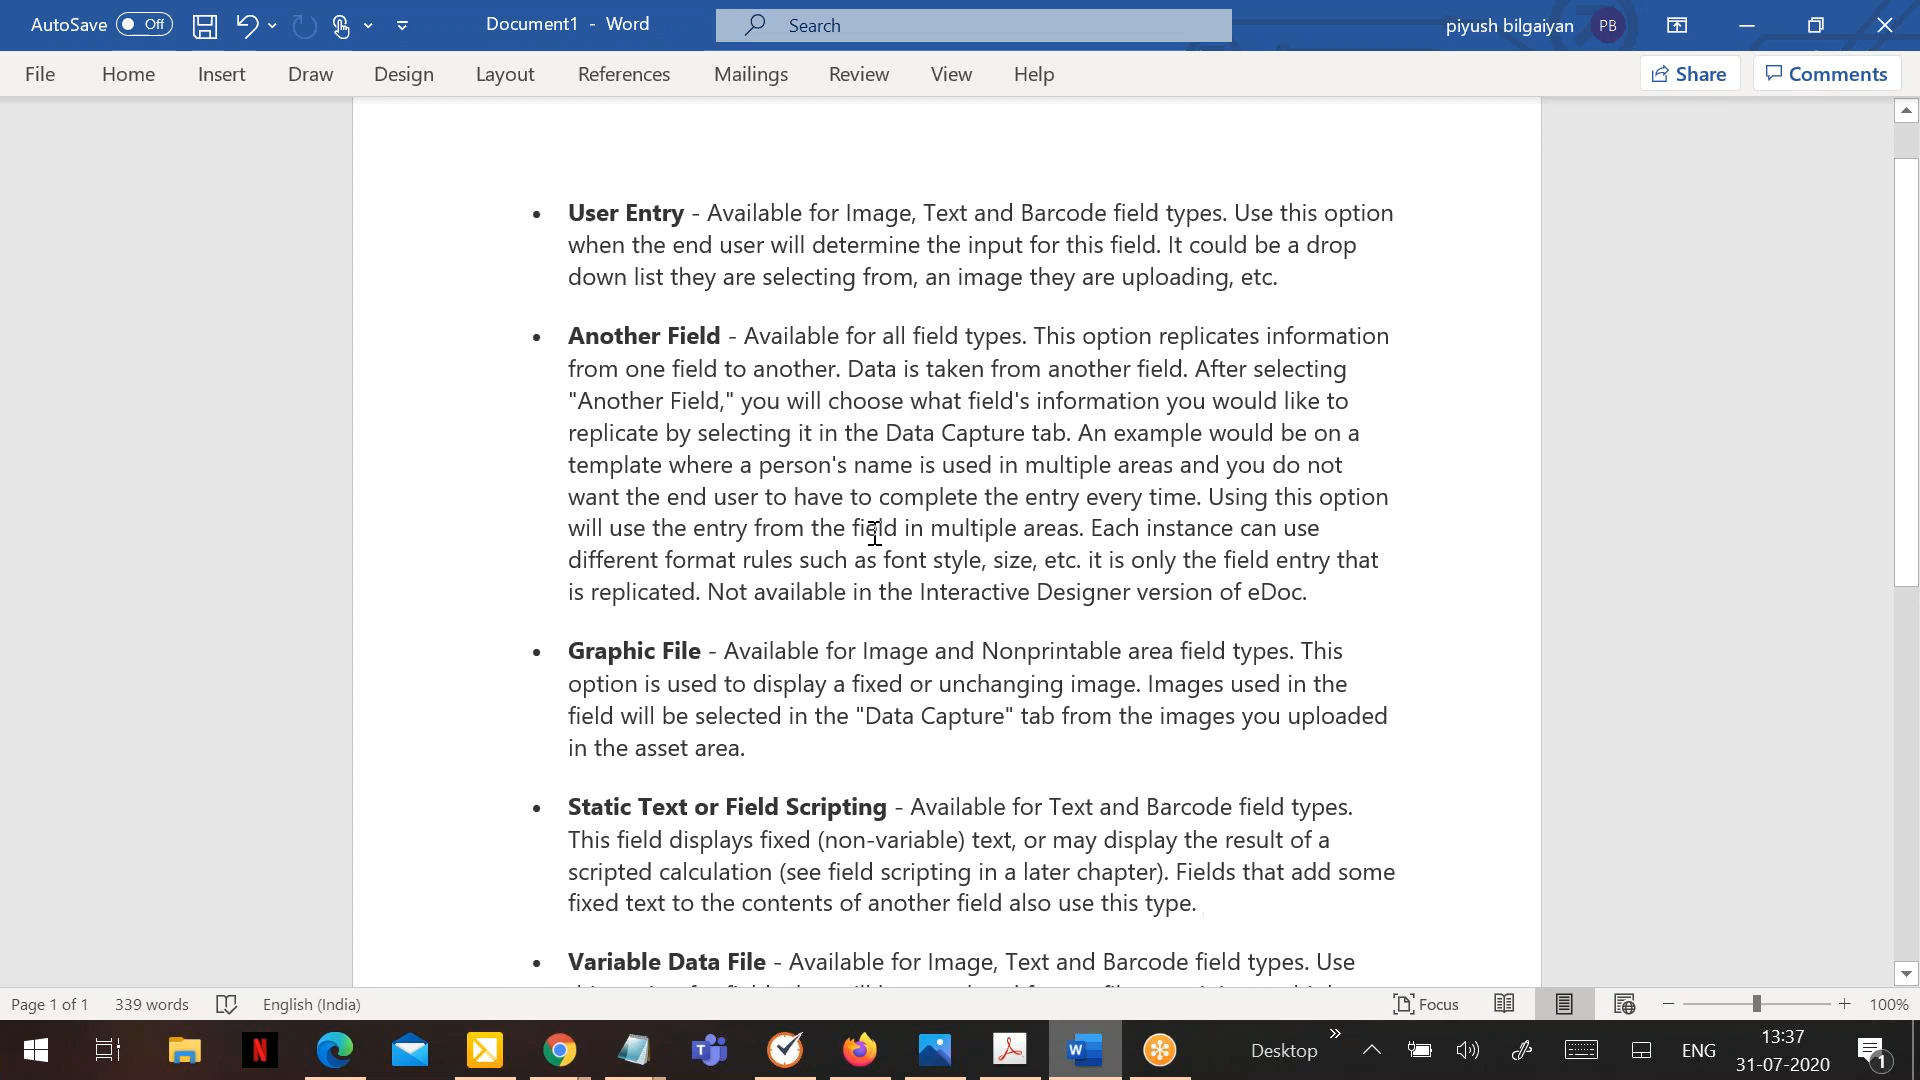 AutoSave Off Document1 - Word Search piyush bilgaiyan PB
File Home Insert Draw Design Layout References Mailings Review View Help Share Comments
• User Entry - Available for Image, Text and Barcode field types. Use this option
when the end user will determine the input for this field. It could be a drop
down list they are selecting from, an image they are uploading, etc.
• Another Field - Available for all field types. This option replicates information
from one field to another. Data is taken from another field. After selecting
"Another Field," you will choose what field's information you would like to
replicate by selecting it in the Data Capture tab. An example would be on a
template where a person's name is used in multiple areas and you do not
want the end user to have to complete the entry every time. Using this option
will use the entry from the field in multiple areas. Each instance can use
different format rules such as font style, size, etc. it is only the field entry that
is replicated. Not available in the Interactive Designer version of eDoc.
• Graphic File - Available for Image and Nonprintable area field types. This
option is used to display a fixed or unchanging image. Images used in the
field will be selected in the "Data Capture" tab from the images you uploaded
in the asset area.
• Static Text or Field Scripting - Available for Text and Barcode field types.
This field displays fixed (non-variable) text, or may display the result of a
scripted calculation (see field scripting in a later chapter). Fields that add some
fixed text to the contents of another field also use this type.
• Variable Data File - Available for Image, Text and Barcode field types. Use
Page 1 of 1 339 words English (India) Focus 100%
Desktop ENG 13:37
31-07-2020 1